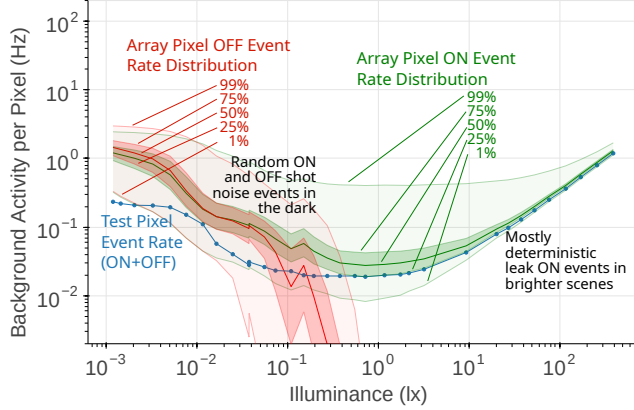 Background Activity per Pixel (Hz)
10²
10¹
10⁰
10⁻¹
10⁻²
Array Pixel OFF Event
Rate Distribution
99%
75%
50%
25%
1%
Array Pixel ON Event
Rate Distribution
99%
75%
50%
25%
1%
Random ON
and OFF shot
noise events in
the dark
Test Pixel
Event Rate
(ON+OFF)
Mostly
deterministic
leak ON events in
brighter scenes
10⁻³
10⁻²
10⁻¹
10⁰
10¹
10²
Illuminance (lx)